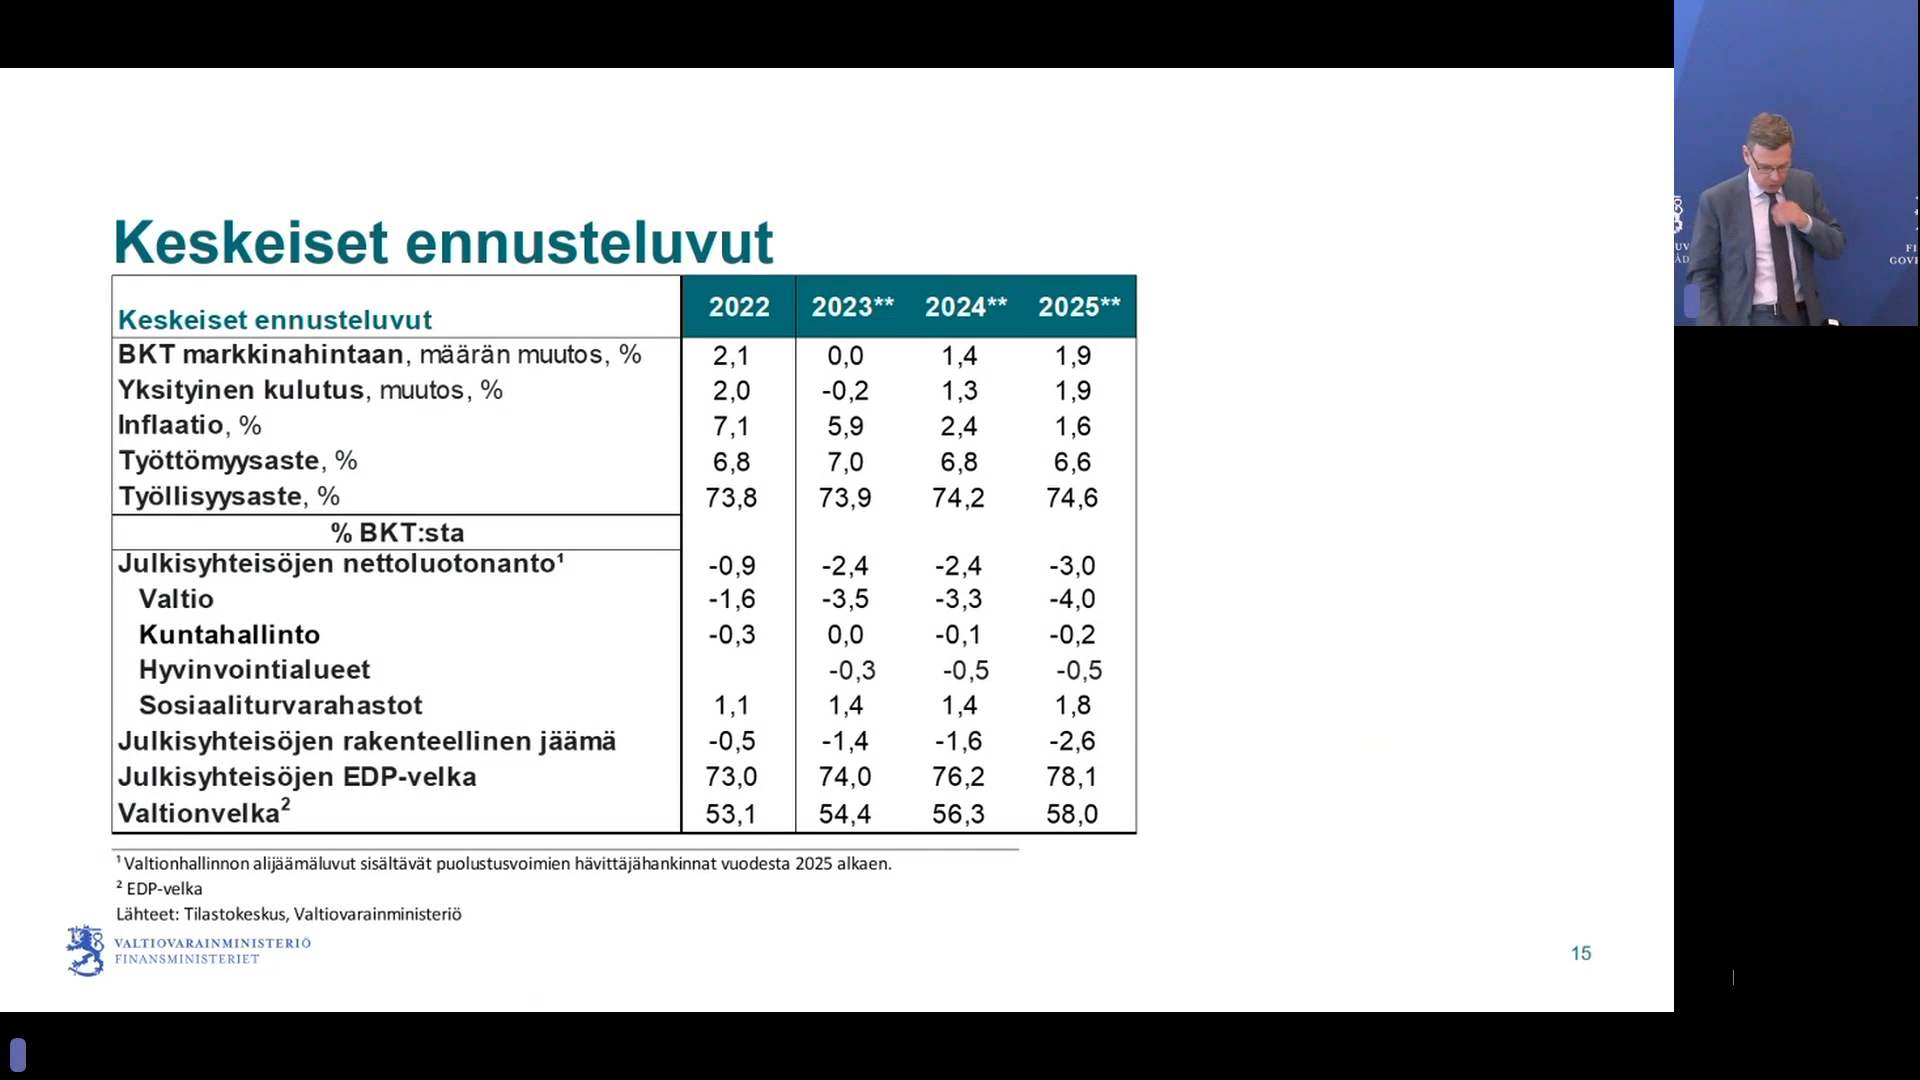 Keskeiset ennusteluvut
Keskeiset ennusteluvut 2022 2023** 2024** 2025**
BKT markkinahintaan, määrän muutos, % 2,1 0,0 1,4 1,9
Yksityinen kulutus, muutos, % 2,0 -0,2 1,3 1,9
Inflaatio, % 7,1 5,9 2,4 1,6
Työttömyysaste, % 6,8 7,0 6,8 6,6
Työllisyysaste, % 73,8 73,9 74,2 74,6
% BKT:sta
Julkisyhteisöjen nettoluotonanto¹ -0,9 -2,4 -2,4 -3,0
Valtio -1,6 -3,5 -3,3 -4,0
Kuntahallinto -0,3 0,0 -0,1 -0,2
Hyvinvointialueet -0,3 -0,5 -0,5
Sosiaaliturvarahastot 1,1 1,4 1,4 1,8
Julkisyhteisöjen rakenteellinen jäämä -0,5 -1,4 -1,6 -2,6
Julkisyhteisöjen EDP-velka 73,0 74,0 76,2 78,1
Valtionvelka² 53,1 54,4 56,3 58,0
¹ Valtionhallinnon alijäämäluvut sisältävät puolustusvoimien hävittäjähankinnat vuodesta 2025 alkaen.
² EDP-velka
Lähteet: Tilastokeskus, Valtiovarainministeriö
VALTIOVARAINMINISTERIÖ
FINANSMINISTERIET
15